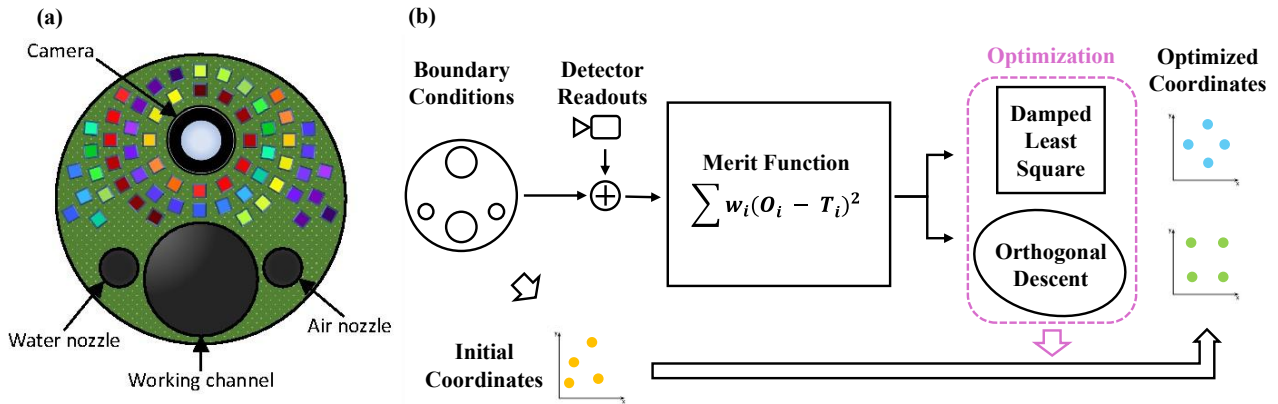 (a)
Camera
Water nozzle
Air nozzle
Working channel
(b)
Boundary
Conditions
Detector
Readouts
Merit Function
∑ wᵢ(Oᵢ − Tᵢ)²
Optimization
Damped
Least
Square
Orthogonal
Descent
Optimized
Coordinates
Y
X
Y
X
Initial
Coordinates
Y
X